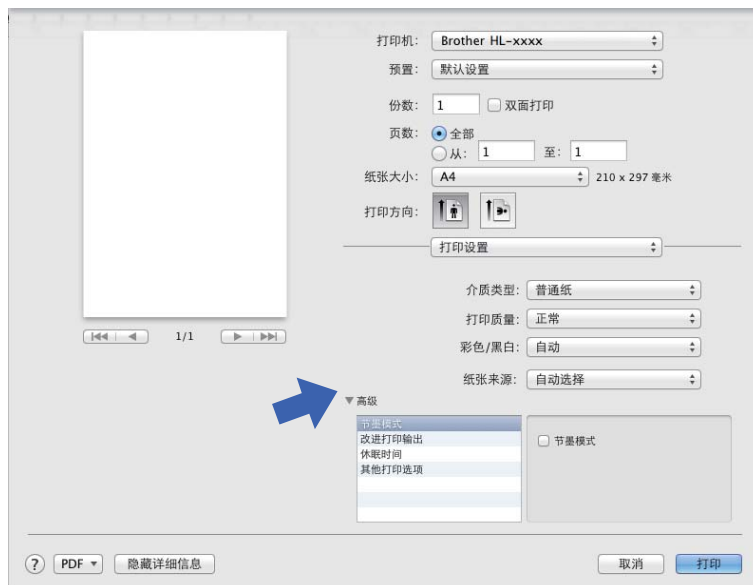 打印机: Brother HL-xxxx
预置: 默认设置
份数: 1 双面打印
页数: 全部
从: 1 至: 1
纸张大小: A4 210 x 297 毫米
打印方向:
打印设置
介质类型: 普通纸
打印质量: 正常
彩色/黑白: 自动
纸张来源: 自动选择
1/1
高级
节墨模式
改进打印输出
休眠时间
其他打印选项
节墨模式
? PDF 隐藏详细信息 取消 打印